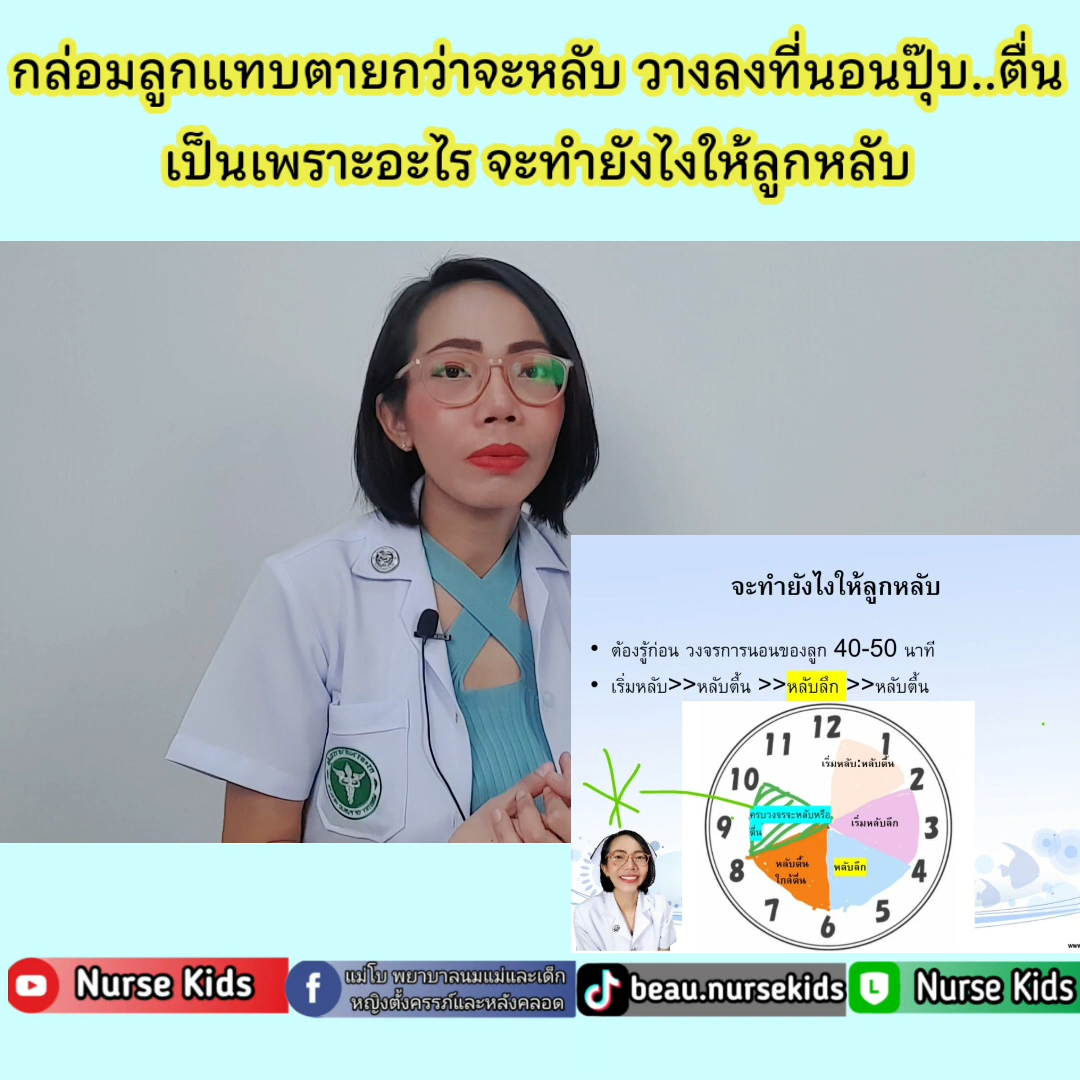 กล่อมลูกแทบตายกว่าจะหลับ วางลงที่นอนปุ๊บ..ตื่น
เป็นเพราะอะไร จะทำยังไงให้ลูกหลับ
จะทำยังไงให้ลูกหลับ
• ต้องรู้ก่อน วงจรการนอนของลูก 40-50 นาที
• เริ่มหลับ>>หลับตื้น >>หลับลึก >>หลับตื้น
12
1
2
3
4
5
6
7
8
9
10
11
เริ่มหลับ:หลับตื้น
เริ่มหลับลึก
หลับลึก
หลับตื้น
ใกล้ตื่น
ครบวงจรจะหลับหรือ
ตื่น
www
Nurse Kids
แม่โบ พยาบาลนมแม่และเด็ก
หญิงตั้งครรภ์และหลังคลอด
beau.nursekids
Nurse Kids